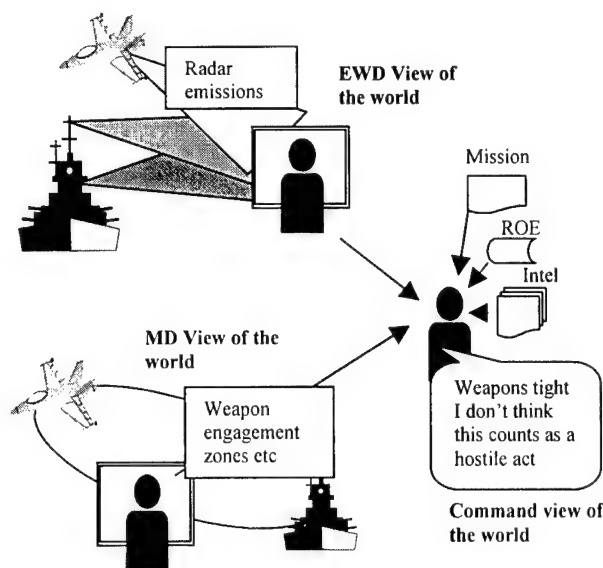 Radar
emissions
EWD View of
the world
Mission
ROE
Intel
MD View of the
world
Weapon
engagement
zones etc
Weapons tight
I don't think
this counts as a
hostile act
Command view of
the world